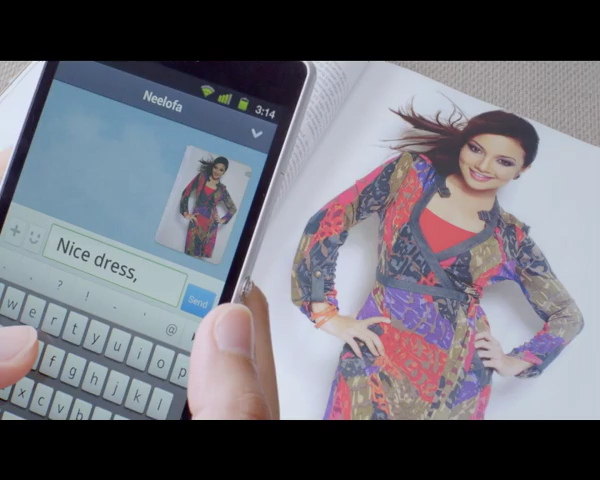 3:14
Neelofa
Nice dress,
Send
? ! - , @
w e r t y u i o p
d f g h j k l
x c v b